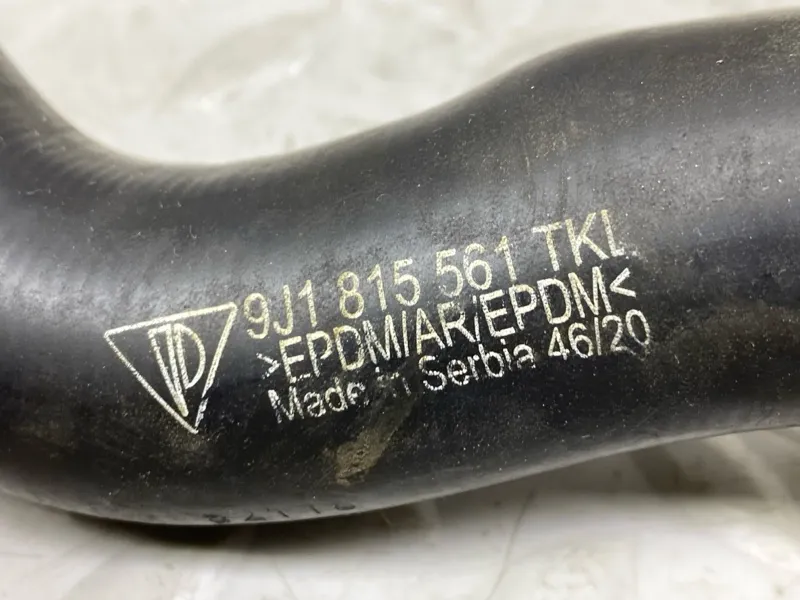 9J1 815 561 TKL
>EPDM/AR/EPDM<
Made in Serbia 46/20